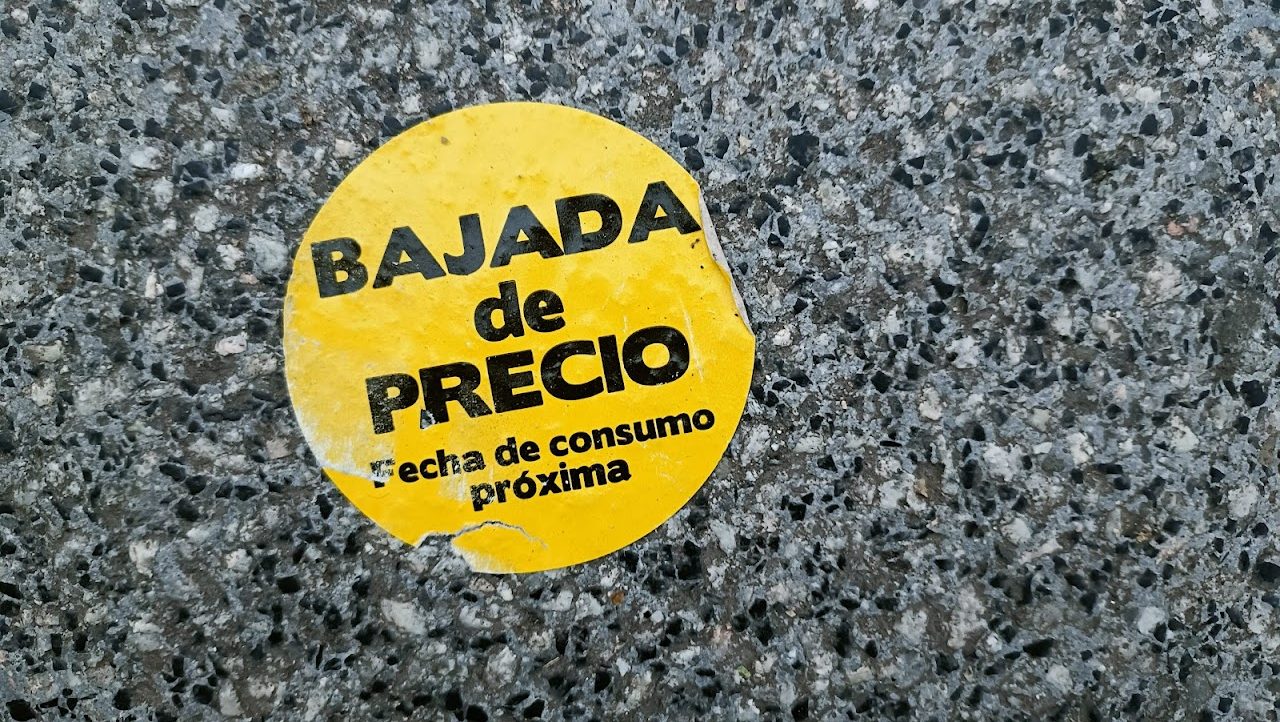 BAJADA
de
PRECIO
Fecha de consumo
próxima